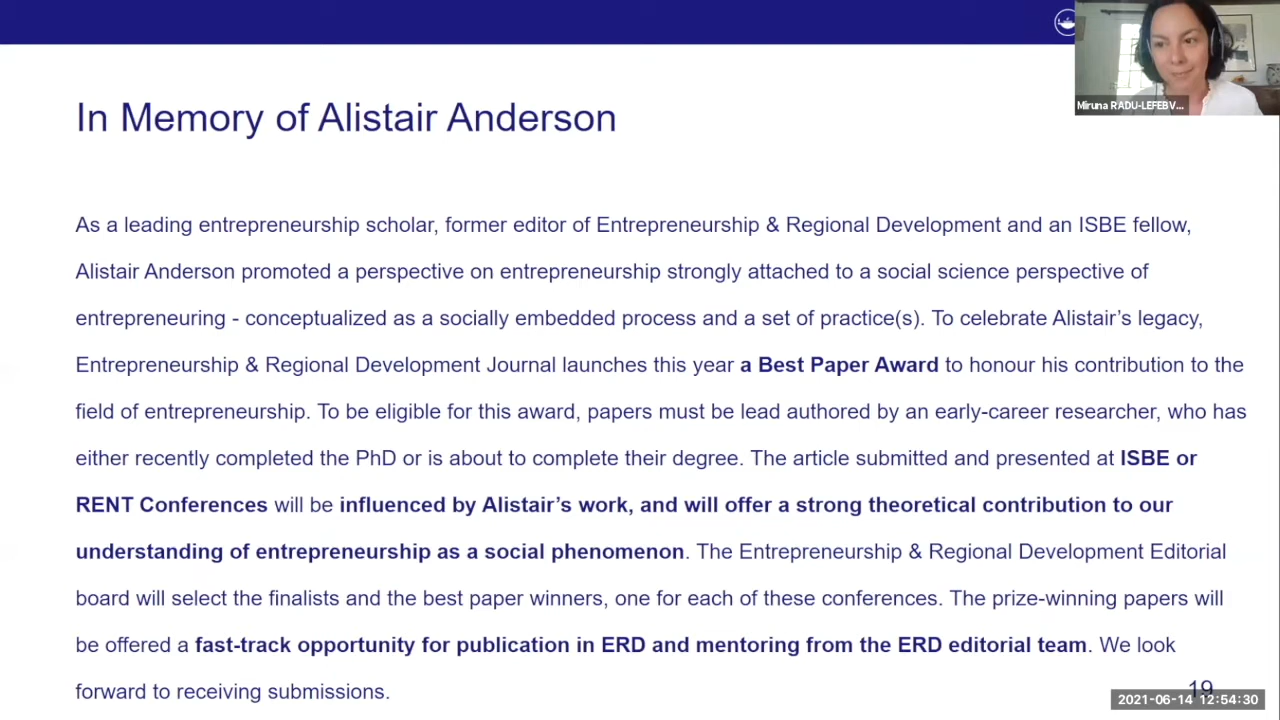 Miruna RADU-LEFEBV...
In Memory of Alistair Anderson
As a leading entrepreneurship scholar, former editor of Entrepreneurship & Regional Development and an ISBE fellow,
Alistair Anderson promoted a perspective on entrepreneurship strongly attached to a social science perspective of
entrepreneuring - conceptualized as a socially embedded process and a set of practice(s). To celebrate Alistair's legacy,
Entrepreneurship & Regional Development Journal launches this year a Best Paper Award to honour his contribution to the
field of entrepreneurship. To be eligible for this award, papers must be lead authored by an early-career researcher, who has
either recently completed the PhD or is about to complete their degree. The article submitted and presented at ISBE or
RENT Conferences will be influenced by Alistair's work, and will offer a strong theoretical contribution to our
understanding of entrepreneurship as a social phenomenon. The Entrepreneurship & Regional Development Editorial
board will select the finalists and the best paper winners, one for each of these conferences. The prize-winning papers will
be offered a fast-track opportunity for publication in ERD and mentoring from the ERD editorial team. We look
forward to receiving submissions.
19
2021-06-14 12:54:30